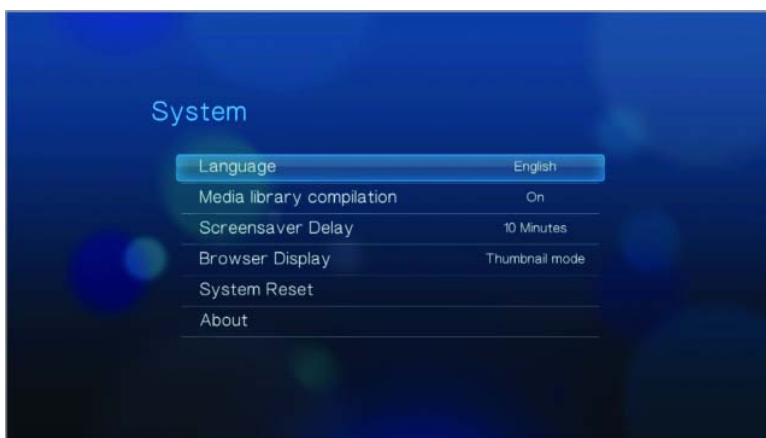 System
Language English
Media library compilation On
Screensaver Delay 10 Minutes
Browser Display Thumbnail mode
System Reset
About